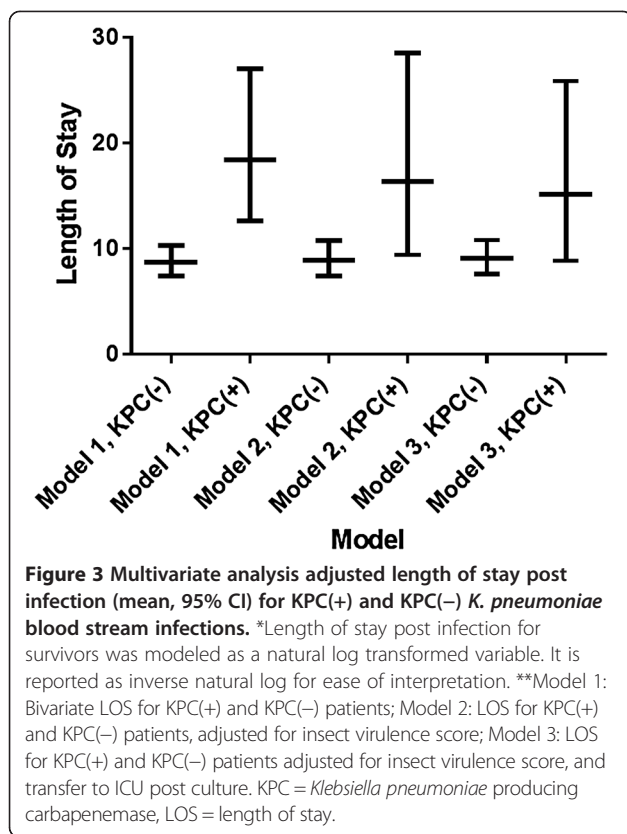 30
20
10
0
Length of Stay
Model 1, KPC(-)
Model 1, KPC(+)
Model 2, KPC(-)
Model 2, KPC(+)
Model 3, KPC(-)
Model 3, KPC(+)
Model
Figure 3 Multivariate analysis adjusted length of stay post
infection (mean, 95% CI) for KPC(+) and KPC(−) K. pneumoniae
blood stream infections. *Length of stay post infection for
survivors was modeled as a natural log transformed variable. It is
reported as inverse natural log for ease of interpretation. **Model 1:
Bivariate LOS for KPC(+) and KPC(−) patients; Model 2: LOS for KPC(+)
and KPC(−) patients, adjusted for insect virulence score; Model 3: LOS
for KPC(+) and KPC(−) patients adjusted for insect virulence score, and
transfer to ICU post culture. KPC = Klebsiella pneumoniae producing
carbapenemase, LOS = length of stay.